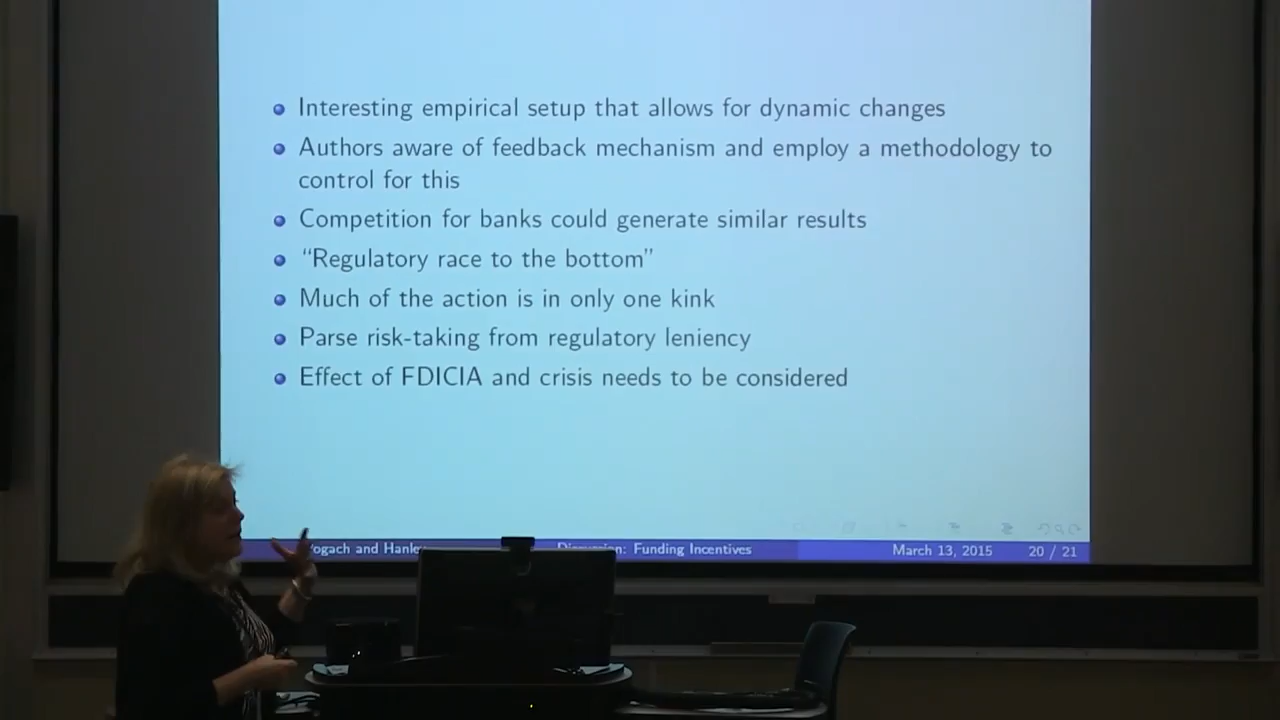 Interesting empirical setup that allows for dynamic changes
Authors aware of feedback mechanism and employ a methodology to
control for this
Competition for banks could generate similar results
“Regulatory race to the bottom”
Much of the action is in only one kink
Parse risk-taking from regulatory leniency
Effect of FDICIA and crisis needs to be considered
and Funding Incentives March 13, 2015 20 / 21